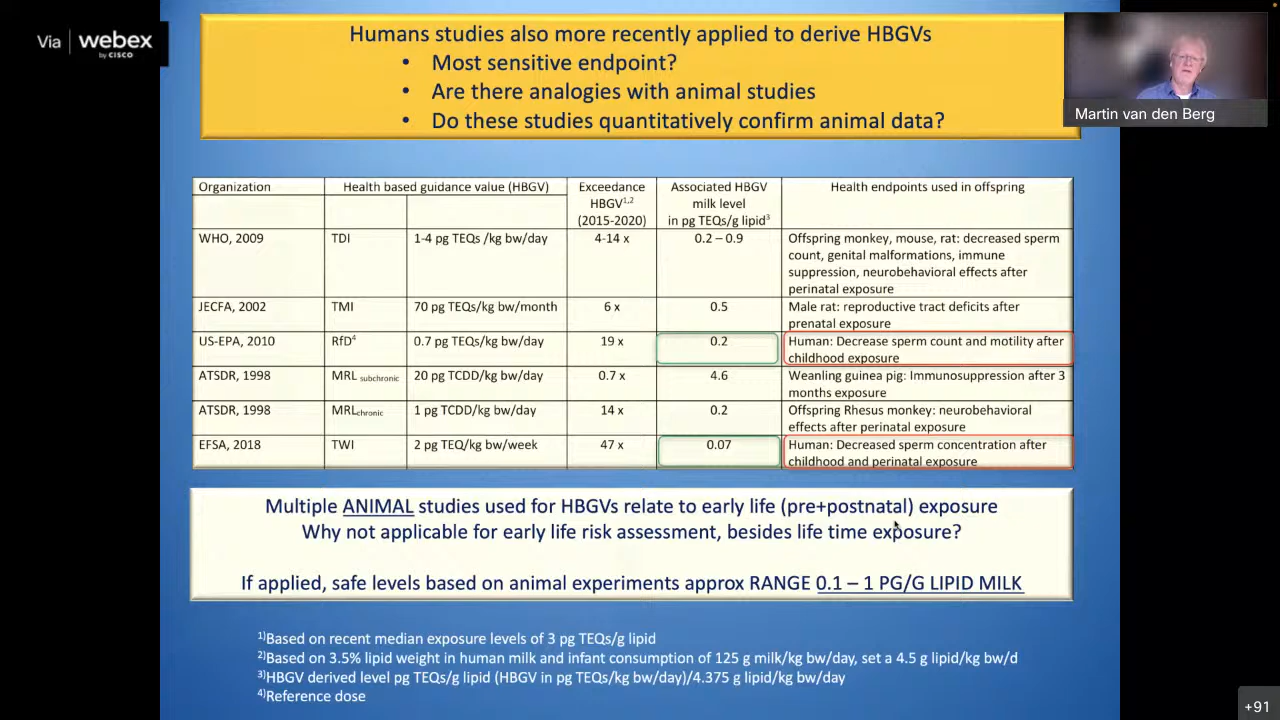 Via webex
by CISCO
Humans studies also more recently applied to derive HBGVs
• Most sensitive endpoint?
• Are there analogies with animal studies
• Do these studies quantitatively confirm animal data?
Martin van den Berg
Organization Health based guidance value (HBGV) Exceedance HBGV1,2 (2015-2020) Associated HBGV milk level in pg TEQs/g lipid3 Health endpoints used in offspring
WHO, 2009 TDI 1-4 pg TEQs /kg bw/day 4-14 x 0.2 – 0.9 Offspring monkey, mouse, rat: decreased sperm
count, genital malformations, immune
suppression, neurobehavioral effects after
perinatal exposure
JECFA, 2002 TMI 70 pg TEQs/kg bw/month 6 x 0.5 Male rat: reproductive tract deficits after
prenatal exposure
US-EPA, 2010 RfD4 0.7 pg TEQs/kg bw/day 19 x 0.2 Human: Decrease sperm count and motility after
childhood exposure
ATSDR, 1998 MRL subchronic 20 pg TCDD/kg bw/day 0.7 x 4.6 Weanling guinea pig: Immunosuppression after 3
months exposure
ATSDR, 1998 MRLchronic 1 pg TCDD/kg bw/day 14 x 0.2 Offspring Rhesus monkey: neurobehavioral
effects after perinatal exposure
EFSA, 2018 TWI 2 pg TEQ/kg bw/week 47 x 0.07 Human: Decreased sperm concentration after
childhood and perinatal exposure
Multiple ANIMAL studies used for HBGVs relate to early life (pre+postnatal) exposure
Why not applicable for early life risk assessment, besides life time exposure?
If applied, safe levels based on animal experiments approx RANGE 0.1 – 1 PG/G LIPID MILK
1)Based on recent median exposure levels of 3 pg TEQs/g lipid
2)Based on 3.5% lipid weight in human milk and infant consumption of 125 g milk/kg bw/day, set a 4.5 g lipid/kg bw/d
3)HBGV derived level pg TEQs/g lipid (HBGV in pg TEQs/kg bw/day)/4.375 g lipid/kg bw/day
4)Reference dose
+91